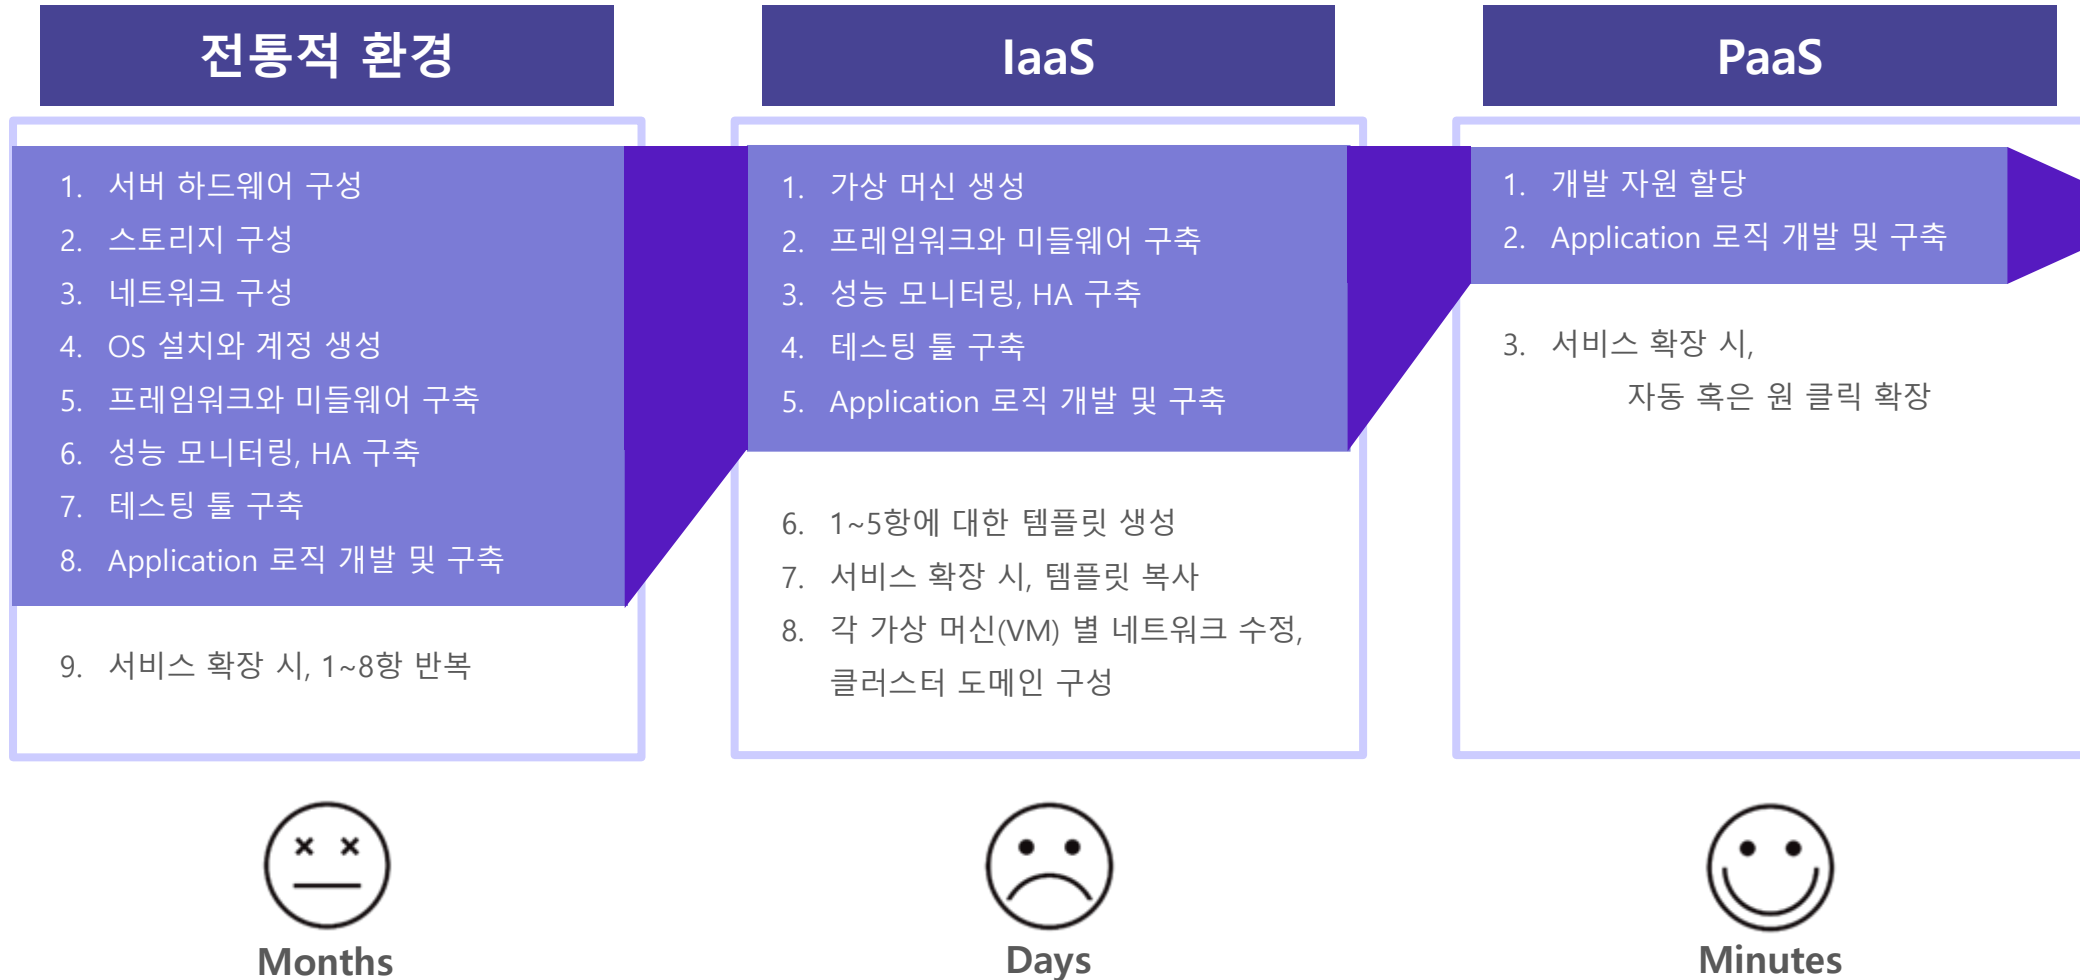 전통적 환경
1. 서버 하드웨어 구성
2. 스토리지 구성
3. 네트워크 구성
4. OS 설치와 계정 생성
5. 프레임워크와 미들웨어 구축
6. 성능 모니터링, HA 구축
7. 테스팅 툴 구축
8. Application 로직 개발 및 구축
9. 서비스 확장 시, 1~8항 반복
Months
IaaS
1. 가상 머신 생성
2. 프레임워크와 미들웨어 구축
3. 성능 모니터링, HA 구축
4. 테스팅 툴 구축
5. Application 로직 개발 및 구축
6. 1~5항에 대한 템플릿 생성
7. 서비스 확장 시, 템플릿 복사
8. 각 가상 머신(VM) 별 네트워크 수정,
클러스터 도메인 구성
Days
PaaS
1. 개발 자원 할당
2. Application 로직 개발 및 구축
3. 서비스 확장 시,
자동 혹은 원 클릭 확장
Minutes